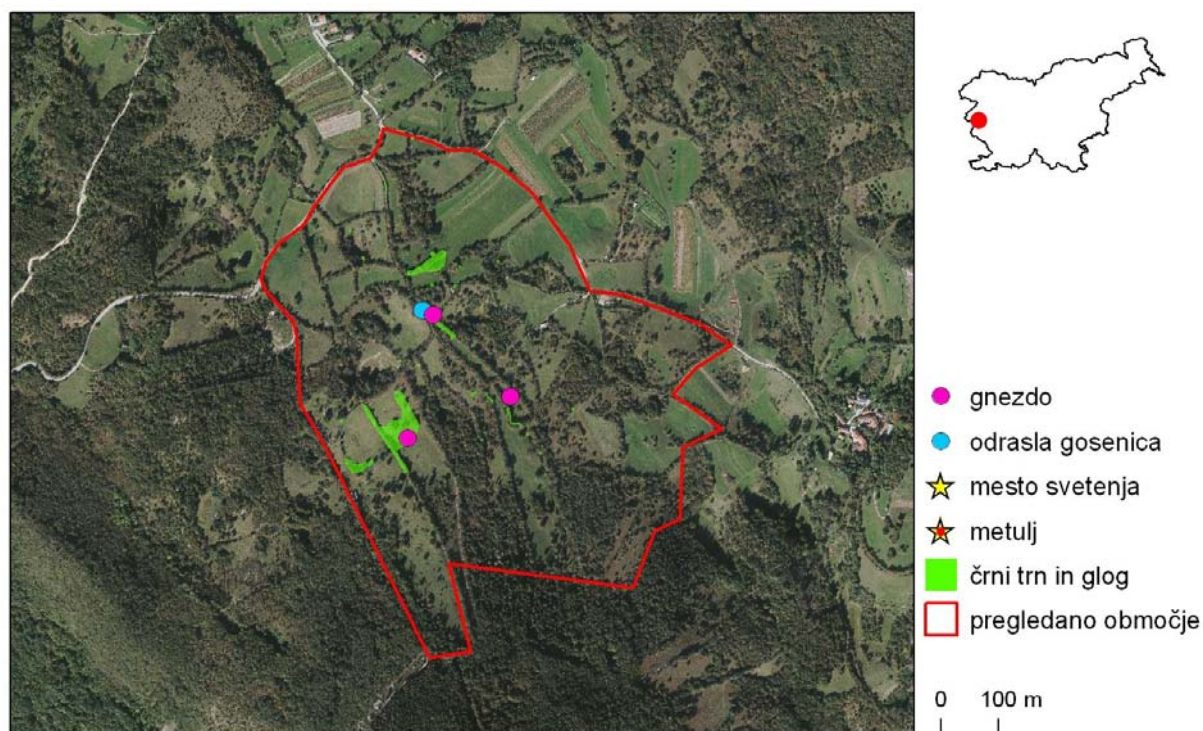 gnezdo
odrasla gosenica
mesto svetenja
metulj
črni trn in glog
pregledano območje
0 100 m